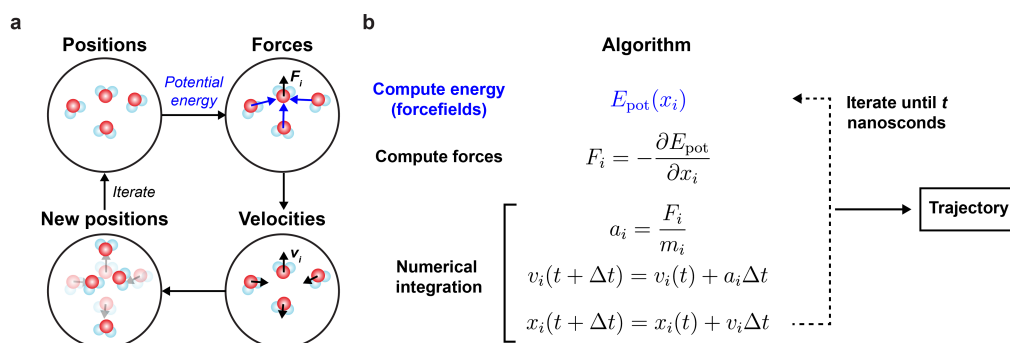 a
Positions
Forces
Potential
energy
F_i
Iterate
New positions
Velocities
v_i
b
Algorithm
Compute energy
(forcefields)
E_pot(x_i)
Iterate until t
nanosconds
Compute forces
F_i = −∂E_pot/∂x_i
Trajectory
Numerical
integration
a_i = F_i/m_i
v_i(t + Δt) = v_i(t) + a_iΔt
x_i(t + Δt) = x_i(t) + v_iΔt